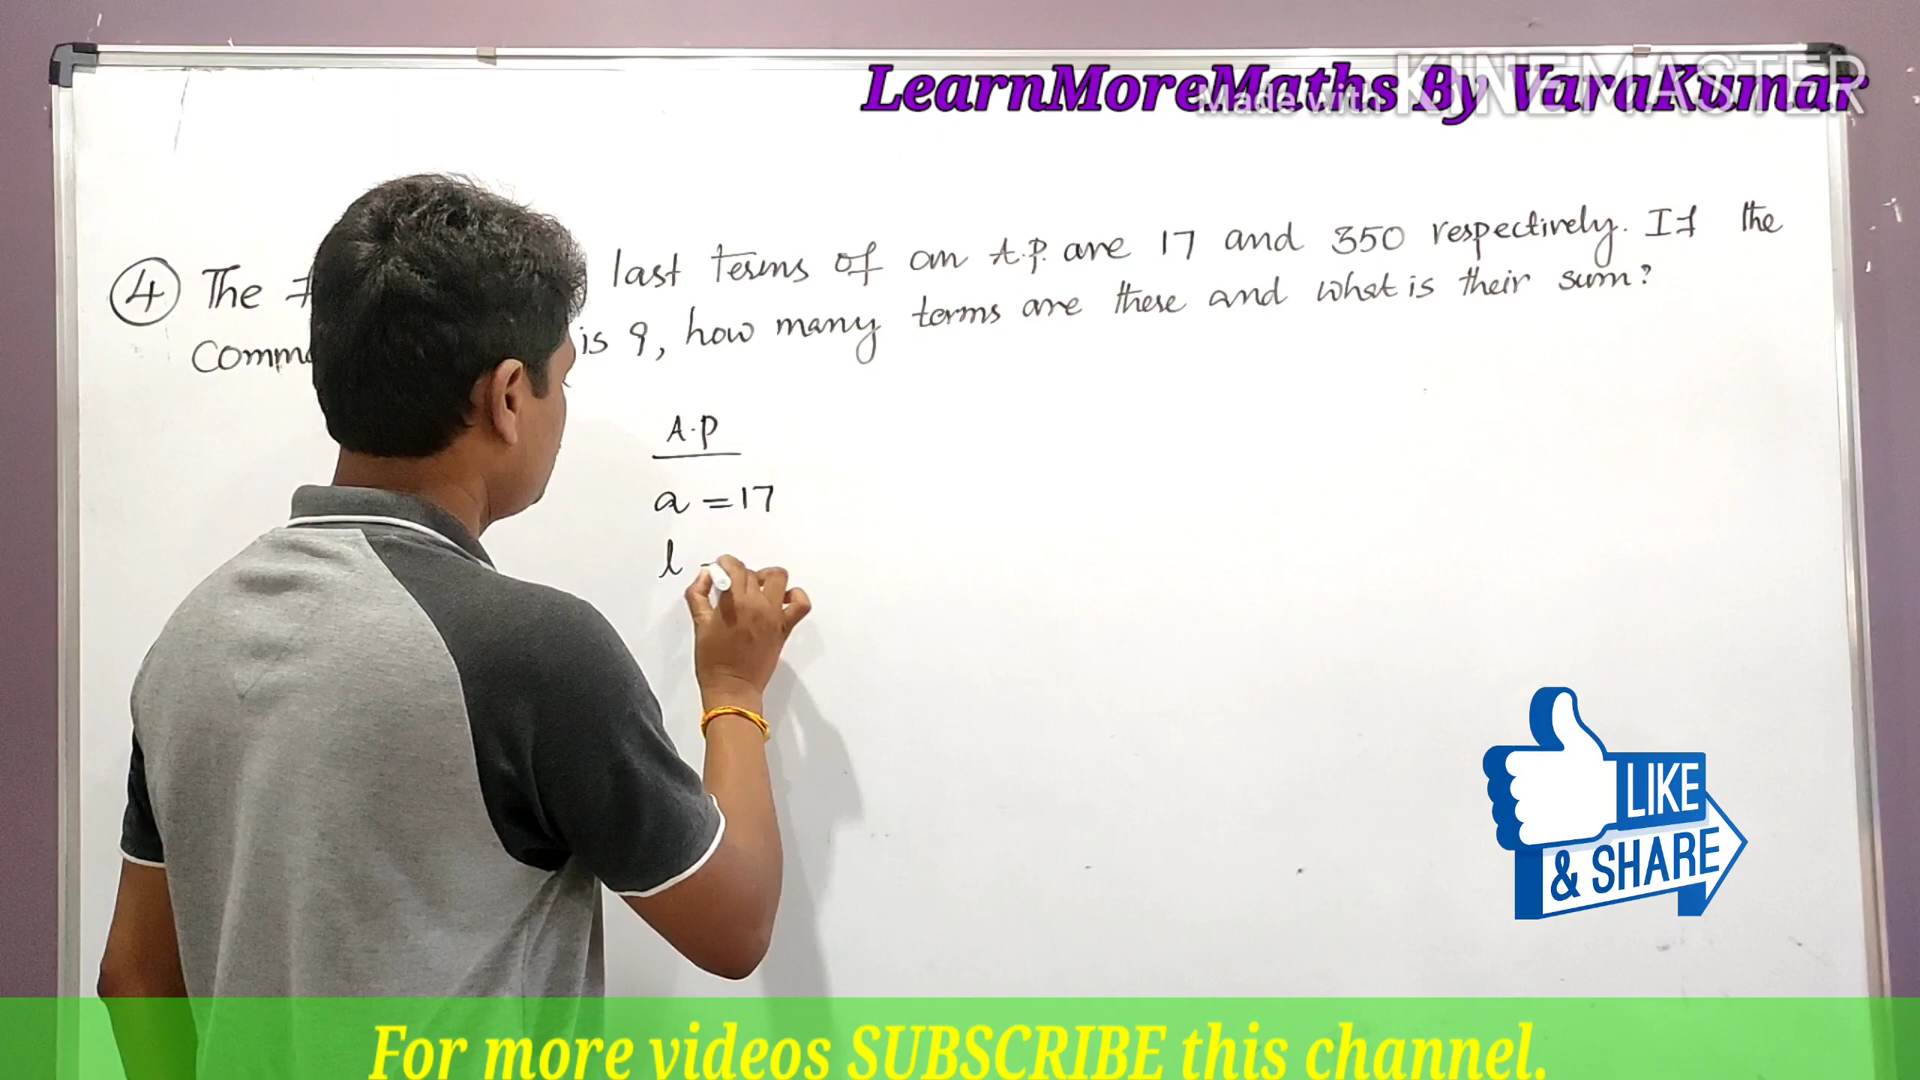 LearnMoreMaths By VaraKumar
Made with KINEMASTER
4 The last terms of an A.P. are 17 and 350 respectively. If the
is 9, how many terms are there and what is their sum?
A.P
a = 17
l
LIKE
& SHARE
For more videos SUBSCRIBE this channel.